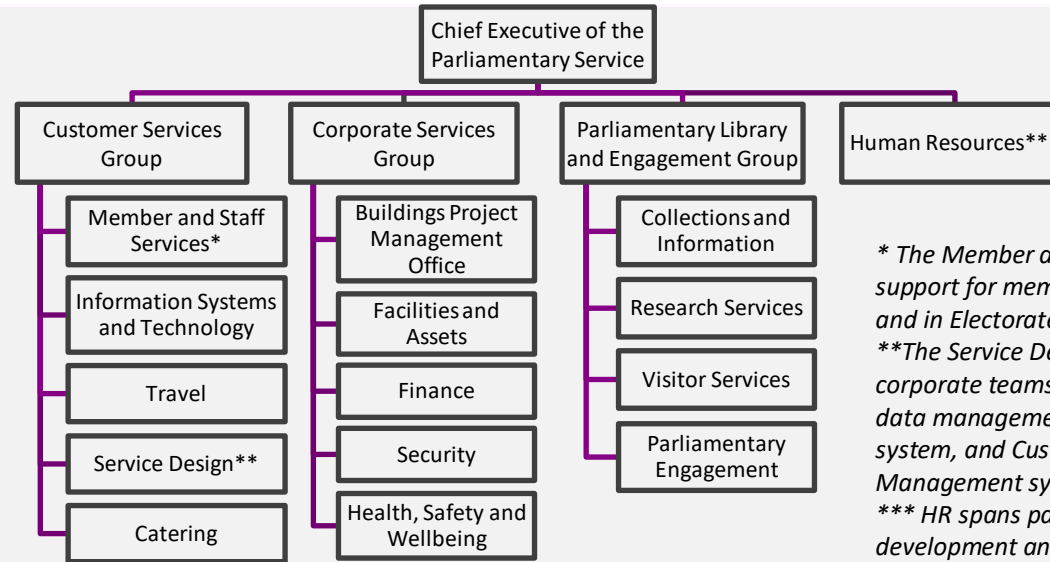 Chief Executive of the
Parliamentary Service
Customer Services
Group
Corporate Services
Group
Parliamentary Library
and Engagement Group
Human Resources**
Member and Staff
Services*
Information Systems
and Technology
Travel
Service Design**
Catering
Buildings Project
Management
Office
Facilities and
Assets
Finance
Security
Health, Safety and
Wellbeing
Collections and
Information
Research Services
Visitor Services
Parliamentary
Engagement
* The Member a
support for mem
and in Electorate
**The Service De
corporate teams
data manageme
system, and Cus
Management sy
*** HR spans pa
development an